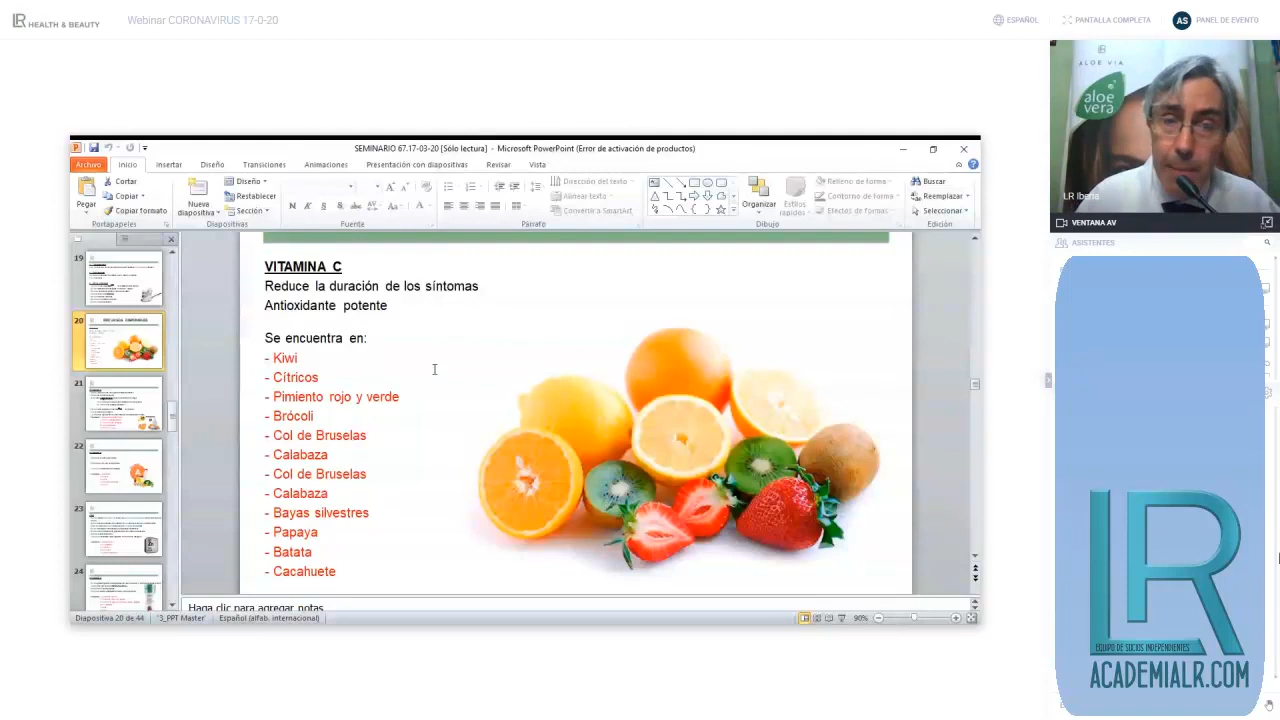 LR HEALTH & BEAUTY
Webinar CORONAVIRUS 17-0-20
ESPAÑOL
PANTALLA COMPLETA
AS
PANEL DE EVENTO
SEMINARIO 67.17-03-20 [Sólo lectura] - Microsoft PowerPoint (Error de activación de productos)
Archivo Inicio Insertar Diseño Transiciones Animaciones Presentación con diapositivas Revisar Vista
Pegar
Cortar
Copiar
Copiar formato
Portapapeles
Nueva diapositiva
Diseño
Restablecer
Sección
Diapositivas
Fuente
Dirección del texto
Alinear texto
Convertir a SmartArt
Párrafo
Organizar
Estilos rápidos
Relleno de forma
Contorno de forma
Efectos de formas
Dibujo
Buscar
Reemplazar
Seleccionar
Edición
19
20
21
22
23
24
VITAMINA C
Reduce la duración de los síntomas
Antioxidante potente
Se encuentra en:
- Kiwi
- Cítricos
- Pimiento rojo y verde
- Brócoli
- Col de Bruselas
- Calabaza
- Col de Bruselas
- Calabaza
- Bayas silvestres
- Papaya
- Batata
- Cacahuete
Haga clic para agregar notas
Diapositiva 20 de 44
"3_PPT Master"
Español (alfab. internacional)
90%
ALOE VIA
aloe vera
LR Iberia
VENTANA AV
ASISTENTES
LR
EQUIPO DE SOCIOS INDEPENDIENTES
ACADEMIALR.COM